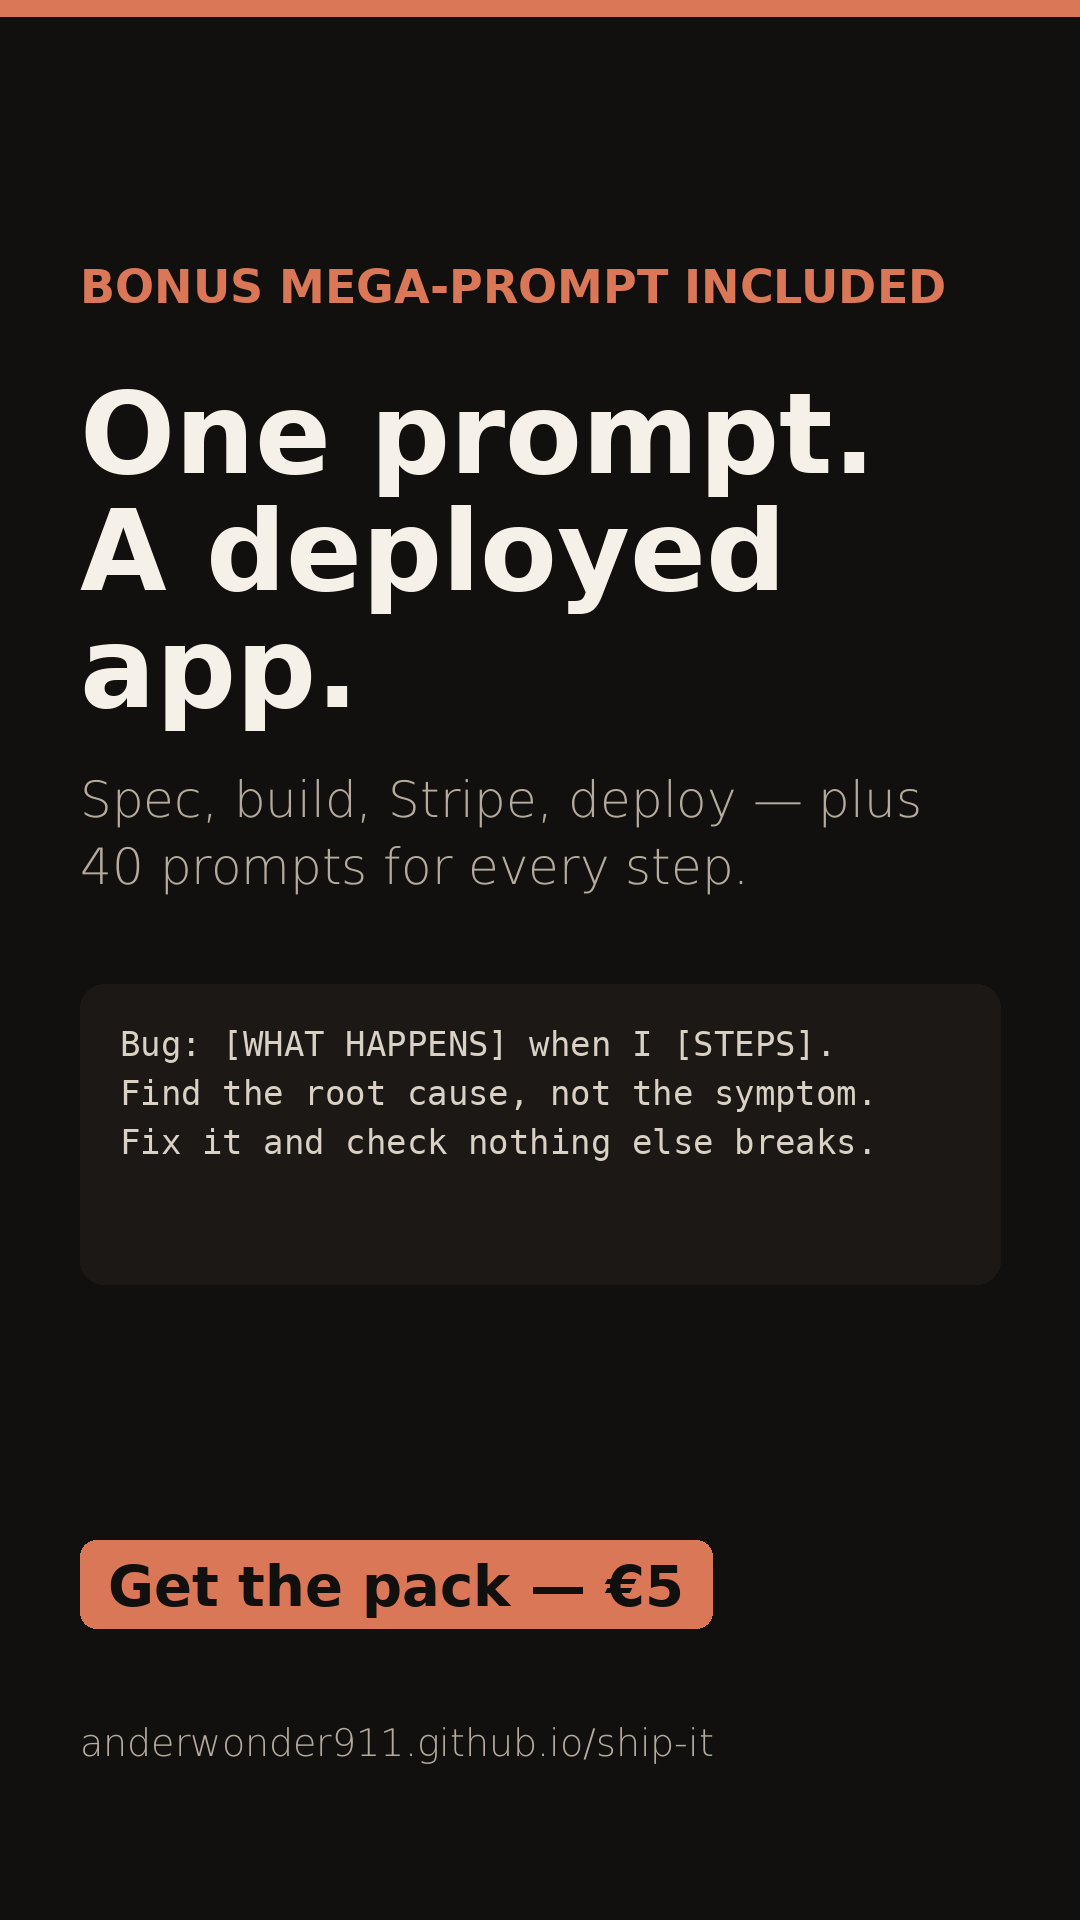 BONUS MEGA-PROMPT INCLUDED
One prompt.
A deployed
app.
Spec, build, Stripe, deploy — plus
40 prompts for every step.
Bug: [WHAT HAPPENS] when I [STEPS].
Find the root cause, not the symptom.
Fix it and check nothing else breaks.
Get the pack — €5
anderwonder911.github.io/ship-it